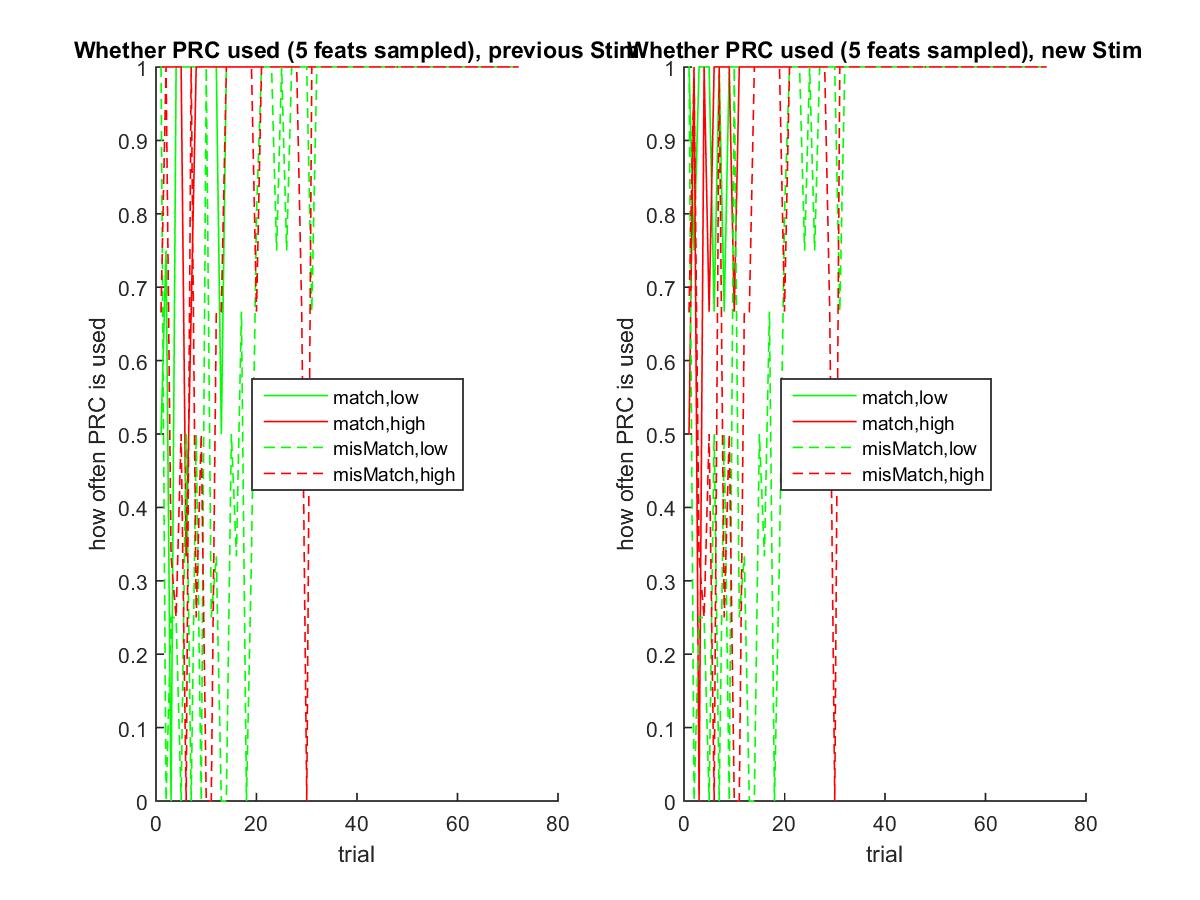 Whether PRC used (5 feats sampled), previous Stim
how often PRC is used
1
0.9
0.8
0.7
0.6
0.5
0.4
0.3
0.2
0.1
0
match,low
match,high
misMatch,low
misMatch,high
0 20 40 60 80
trial
Whether PRC used (5 feats sampled), new Stim
how often PRC is used
1
0.9
0.8
0.7
0.6
0.5
0.4
0.3
0.2
0.1
0
match,low
match,high
misMatch,low
misMatch,high
0 20 40 60 80
trial